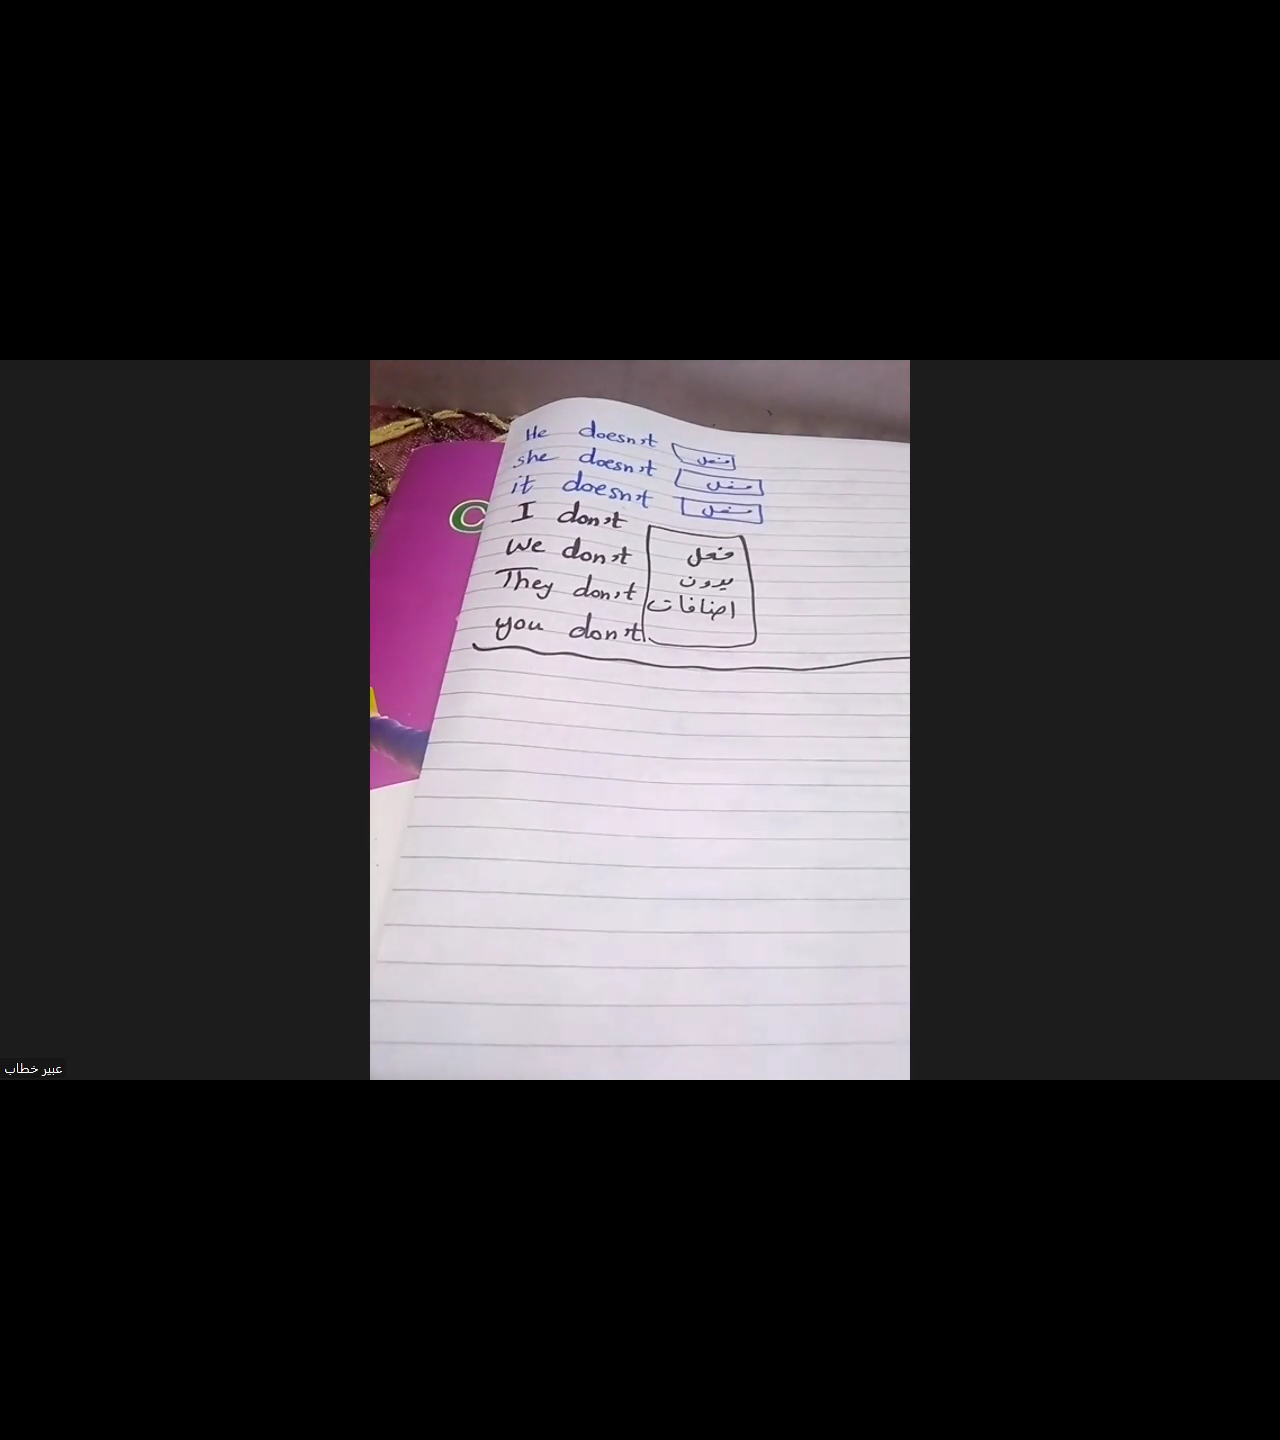 He doesn't فعل
she doesn't فعل
it doesn't فعل
I don't
We don't فعل
They don't بدون
اضافات
you don't
C
عبير خطاب